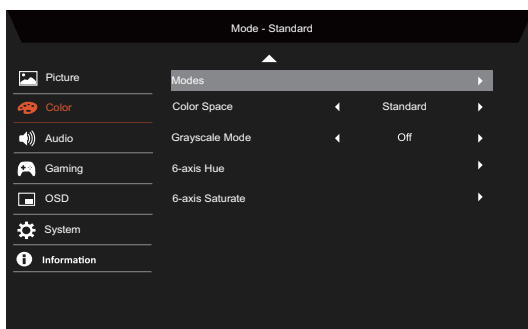 Mode - Standard
Picture
Modes
Color
Color Space Standard
Audio
Grayscale Mode Off
Gaming
6-axis Hue
OSD
6-axis Saturate
System
Information